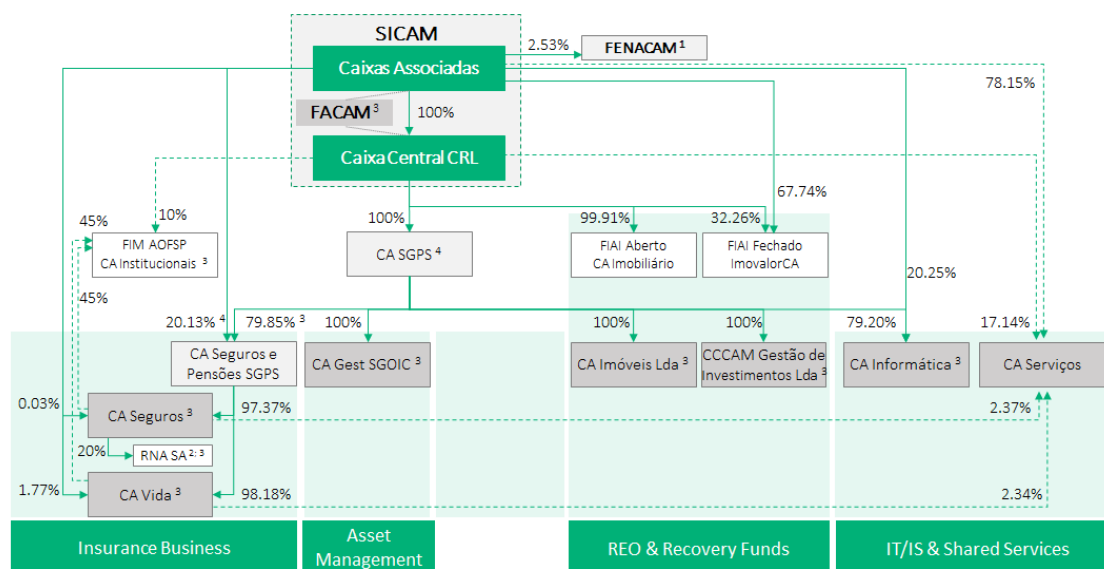 SICAM
Caixas Associadas
2.53%
FENACAM¹
78.15%
FACAM³
100%
Caixa Central CRL
67.74%
45%
10%
100%
99.91%
32.26%
FIM AOFSP
CA Institucionais ³
CA SGPS ⁴
FIAI Aberto
CA Imobiliário
FIAI Fechado
ImovalorCA
20.25%
45%
20.13% ⁴
79.85% ³
100%
100%
100%
79.20%
17.14%
CA Seguros e
Pensões SGPS
CA Gest SGOIC ³
CA Imóveis Lda ³
CCCAM Gestão de
Investimentos Lda ³
CA Informática ³
CA Serviços
0.03%
CA Seguros ³
97.37%
2.37%
20%
RNA SA ²; ³
1.77%
CA Vida ³
98.18%
2.34%
Insurance Business
Asset
Management
REO & Recovery Funds
IT/IS & Shared Services